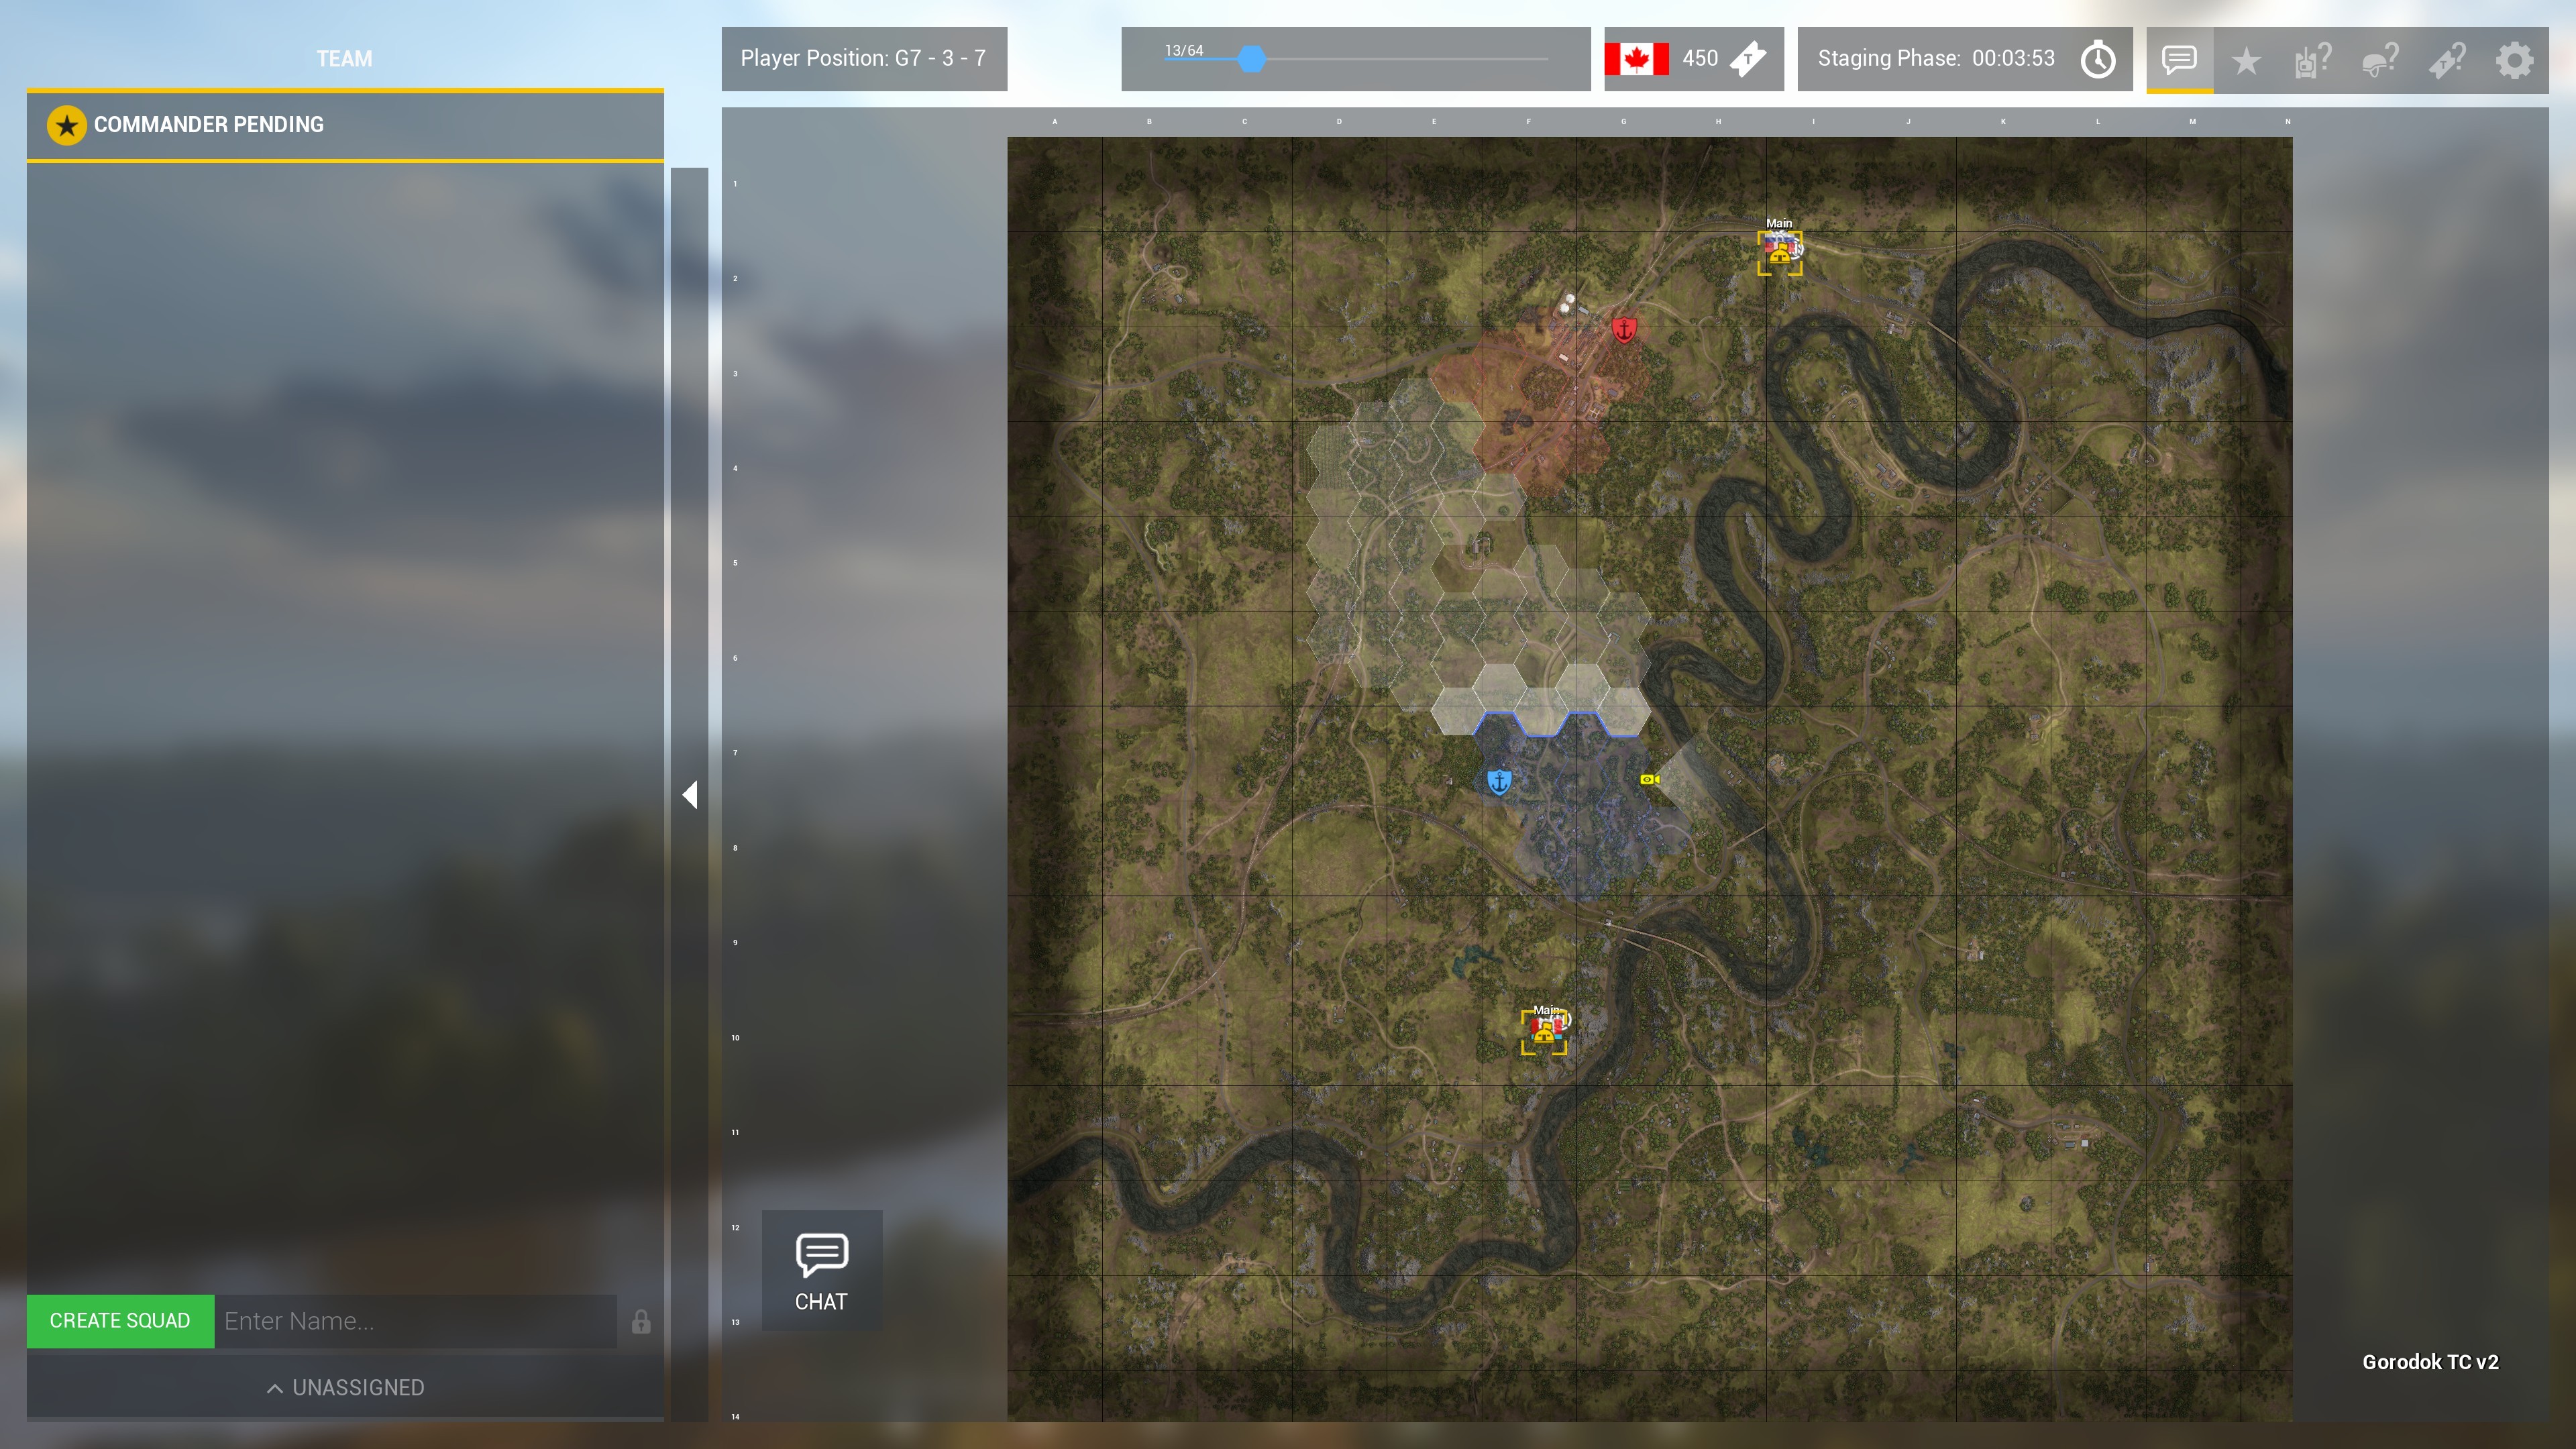 TEAM
Player Position: G7 - 3 - 7
13/64
450
T
Staging Phase: 00:03:53
? ? T ?
COMMANDER PENDING
A B C D E F G H I J K L M N
1
Main
2
3
4
5
6
7
8
9
Main
10
11
12
CHAT
13
CREATE SQUAD Enter Name...
Gorodok TC v2
UNASSIGNED
14